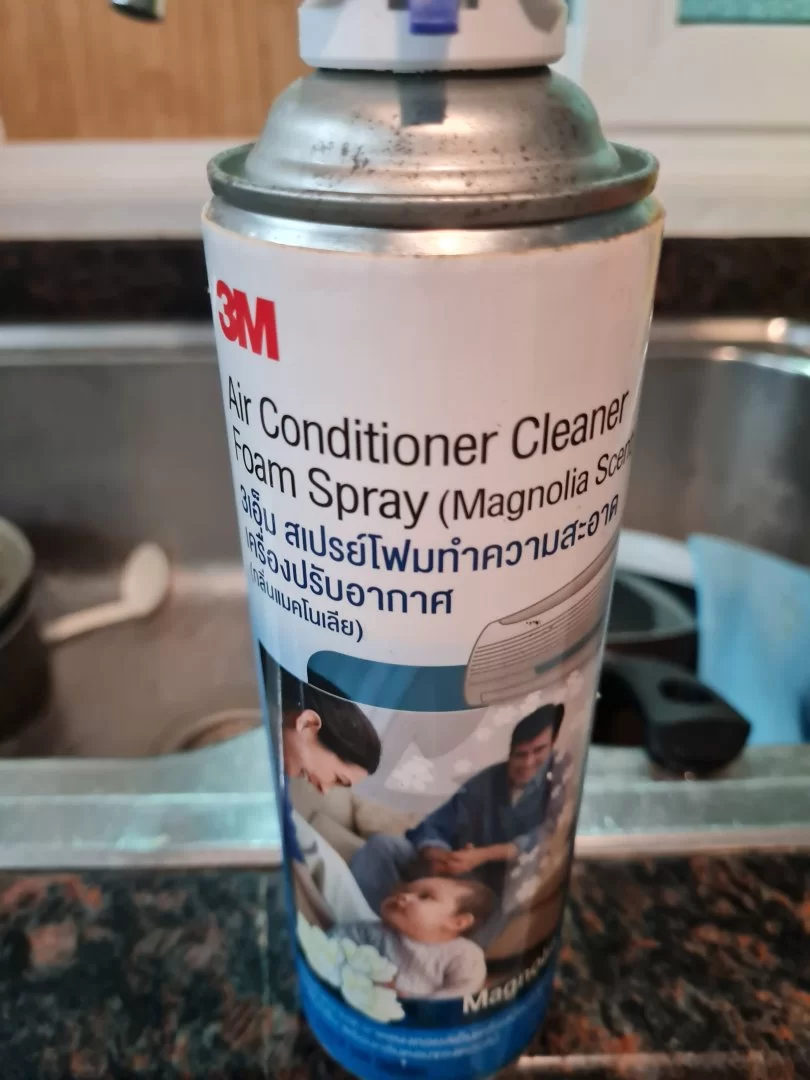 3M
Air Conditioner Cleaner
Foam Spray (Magnolia Scent
3เอ็ม สเปรย์โฟมทำความสะอาด
เครื่องปรับอากาศ
(กลิ่นแมคโนเลีย)